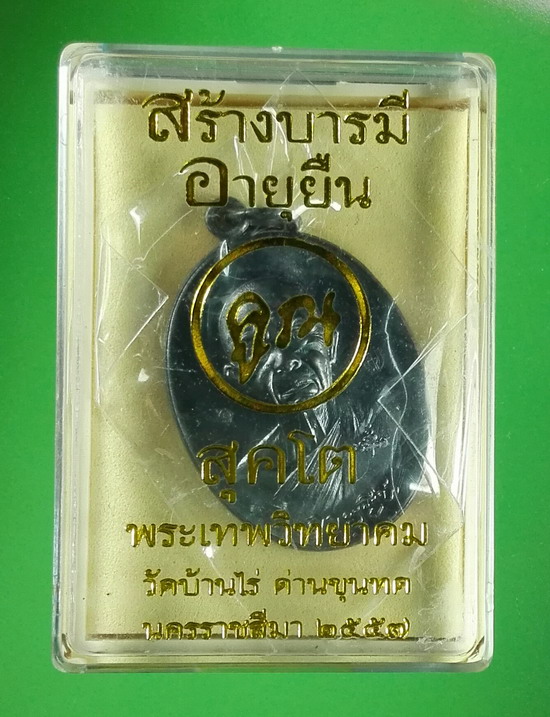 สร้างบารมี
อายุยืน
คูณ
สุคโต
พระเทพวิทยาคม
วัดบ้านไร่ ด่านขุนทด
นครราชสีมา ๒๕๕๗